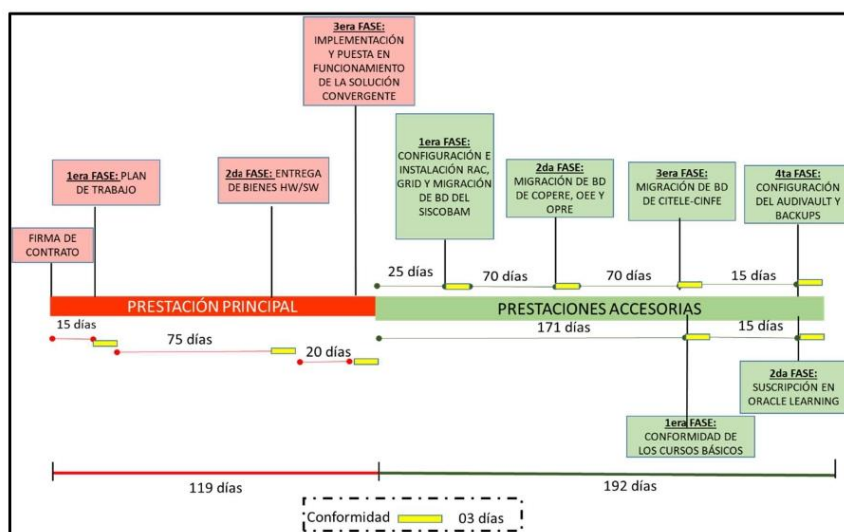 3era FASE:
IMPLEMENTACIÓN
Y PUESTA EN
FUNCIONAMIENTO
DE LA SOLUCIÓN
CONVERGENTE
1era FASE: PLAN
DE TRABAJO
2da FASE: ENTREGA
DE BIENES HW/SW
FIRMA DE
CONTRATO
1era FASE:
CONFIGURACIÓN E
INSTALACIÓN RAC,
GRID Y MIGRACIÓN
DE BD DEL
SISCOBAM
2da FASE:
MIGRACIÓN DE BD
DE COPERE, OEE Y
OPRE
3era FASE:
MIGRACIÓN DE BD
DE CITELE-CINFE
4ta FASE:
CONFIGURACIÓN
DEL AUDIVAULT Y
BACKUPS
25 días
70 días
70 días
15 días
PRESTACIÓN PRINCIPAL
PRESTACIONES ACCESORIAS
15 días
75 días
20 días
171 días
15 días
1era FASE:
CONFORMIDAD DE
LOS CURSOS BÁSICOS
2da FASE:
SUSCRIPCIÓN EN
ORACLE LEARNING
119 días
192 días
Conformidad 03 días